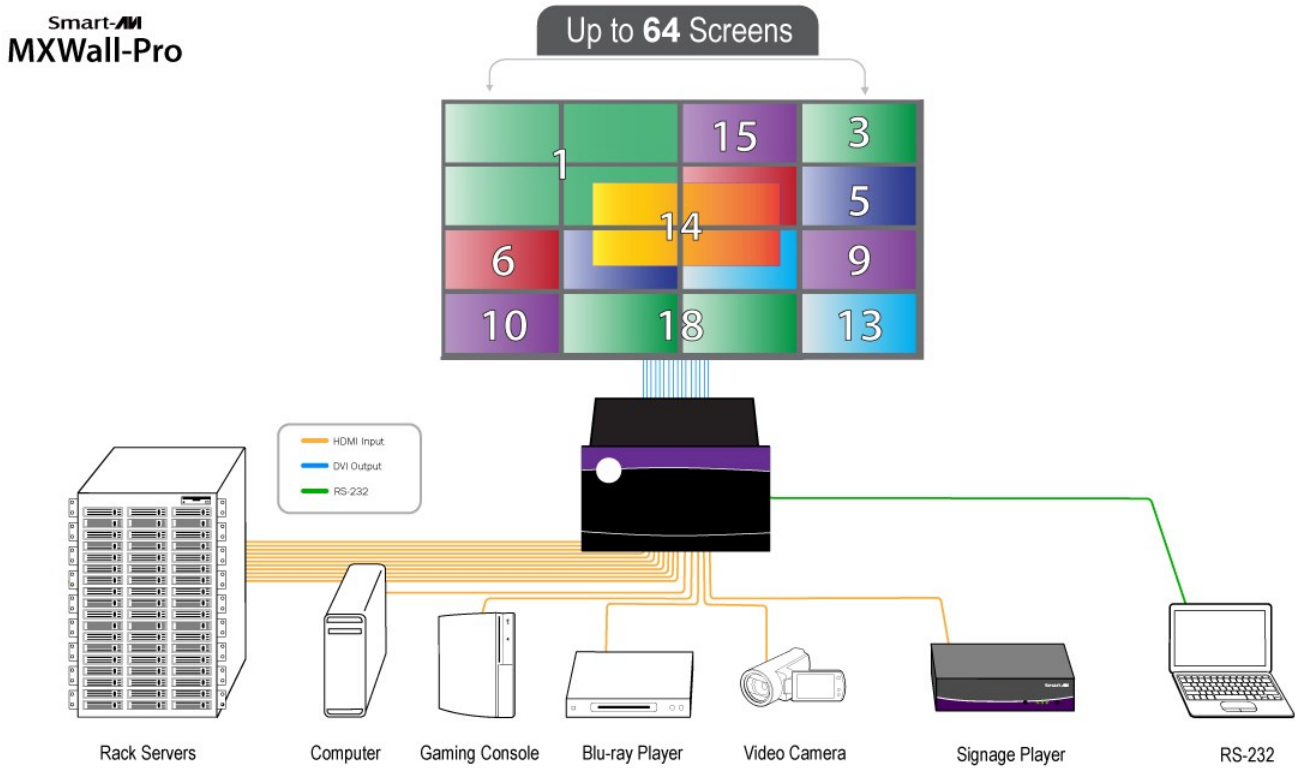 Smart-AVI
MXWall-Pro
Up to 64 Screens
15
3
1
5
14
6
9
10
18
13
HDMI Input
DVI Output
RS-232
Smart-AVI
Rack Servers
Computer
Gaming Console
Blu-ray Player
Video Camera
Signage Player
RS-232